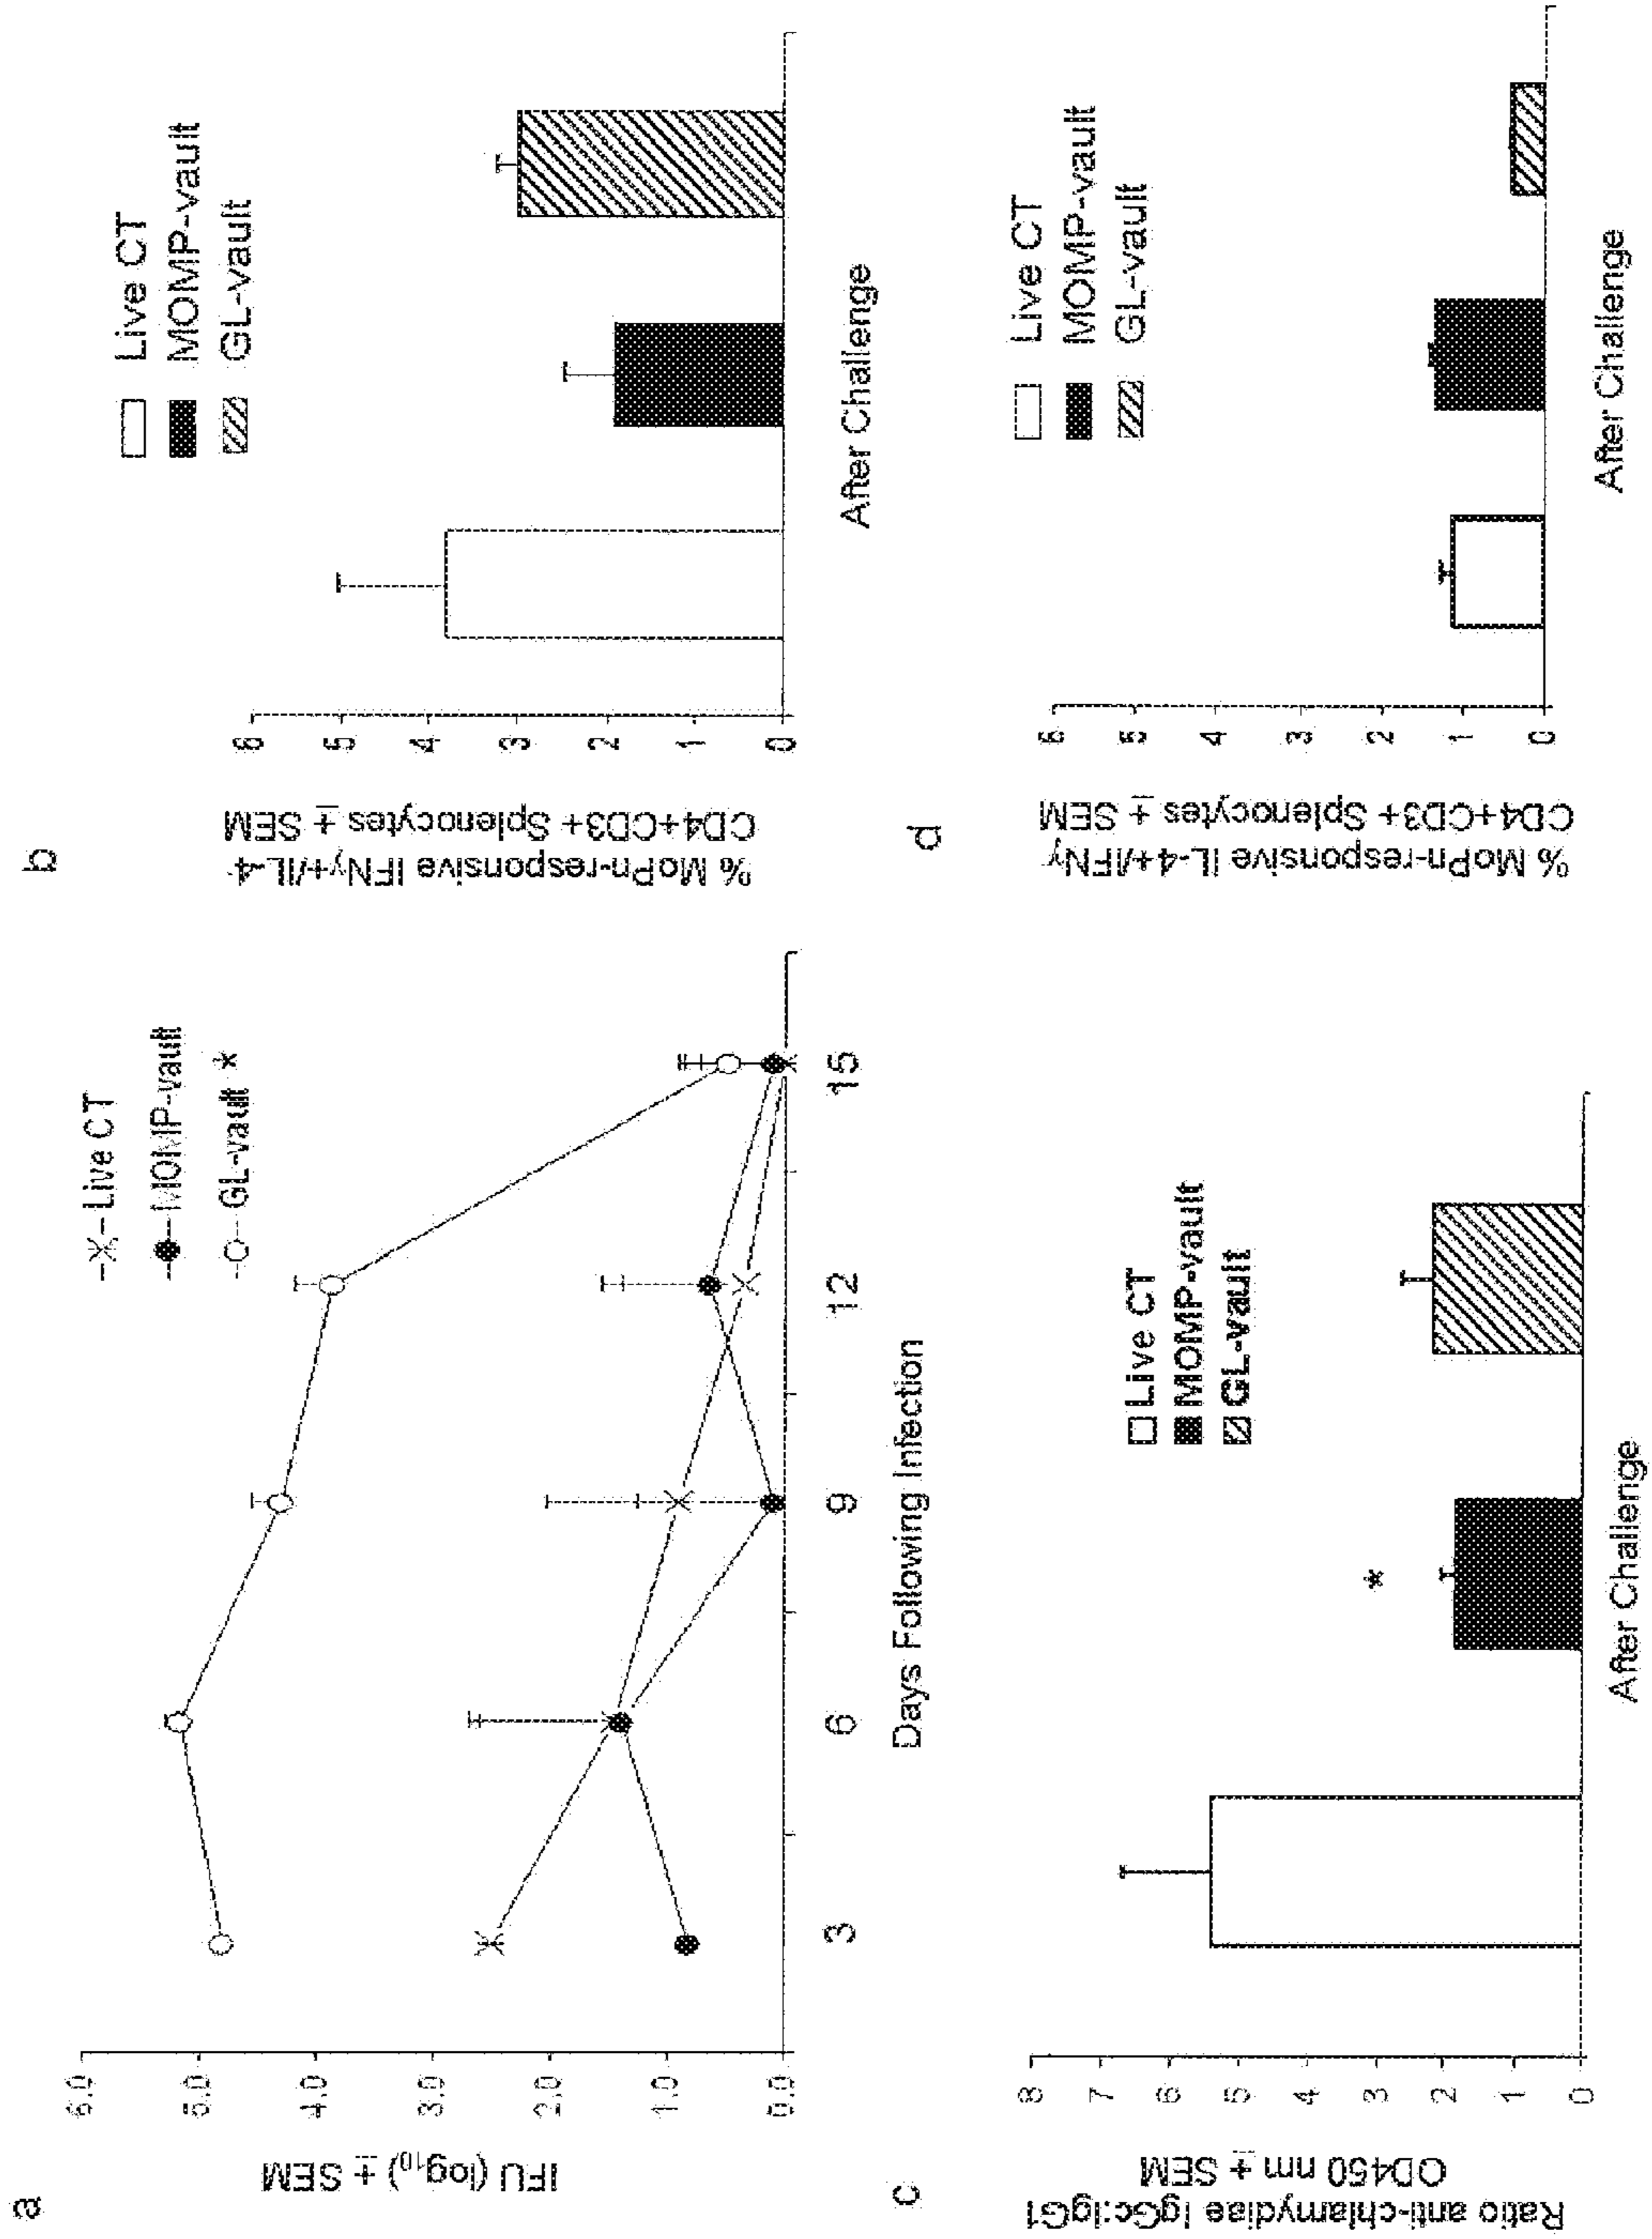 a
IFU (log10) ± SEM
6.0
5.0
4.0
3.0
2.0
1.0
0.0
3
6
9
12
15
Days Following Infection
Live CT
MOMP-vault
GL-vault *
b
% MoPn-responsive IFNγ+/IL-4-
CD4+CD3+ Splenocytes ± SEM
6
5
4
3
2
1
0
Live CT
MOMP-vault
GL-vault
After Challenge
c
Ratio anti-chlamydiae IgGc:IgG1
OD450 nm ± SEM
8
7
6
5
4
3
2
1
0
*
Live CT
MOMP-vault
GL-vault
After Challenge
d
% MoPn-responsive IL-4+/IFNγ
CD4+CD3+ Splenocytes ± SEM
6
5
4
3
2
1
0
Live CT
MOMP-vault
GL-vault
After Challenge